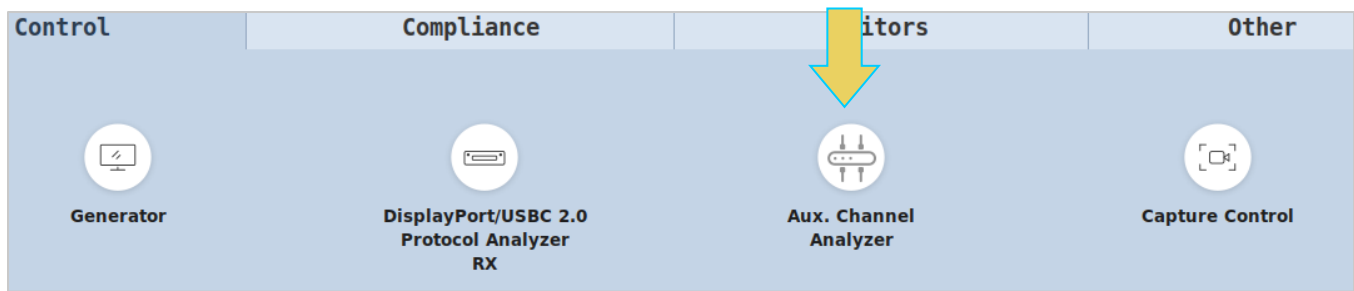 Control
Compliance
itors
Other
Generator
DisplayPort/USBC 2.0
Protocol Analyzer
RX
Aux. Channel
Analyzer
Capture Control